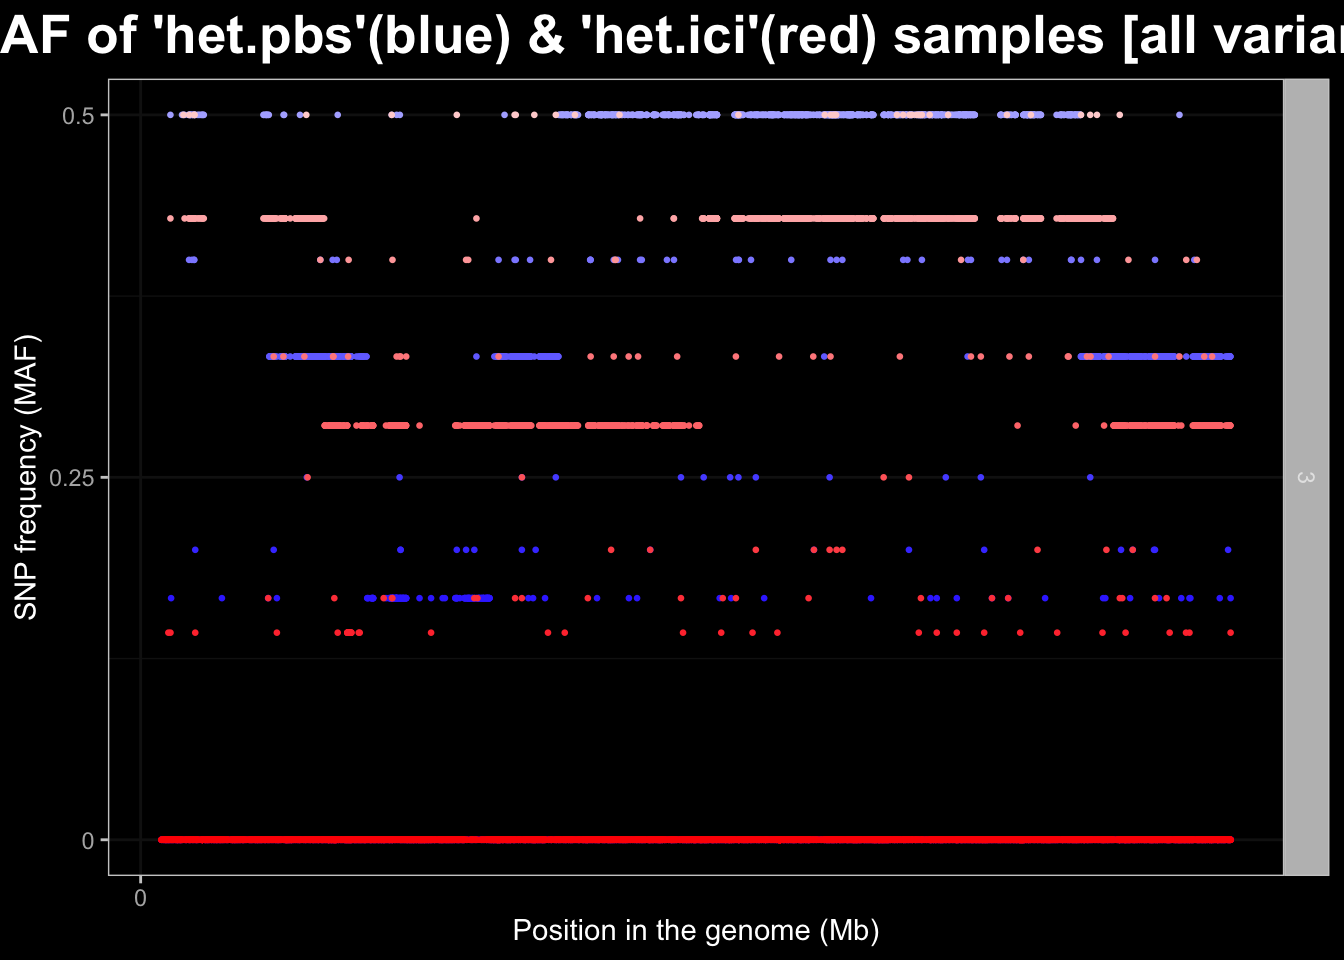 AF of 'het.pbs'(blue) & 'het.ici'(red) samples [all varian
0.5
0.25
0
SNP frequency (MAF)
3
0
Position in the genome (Mb)